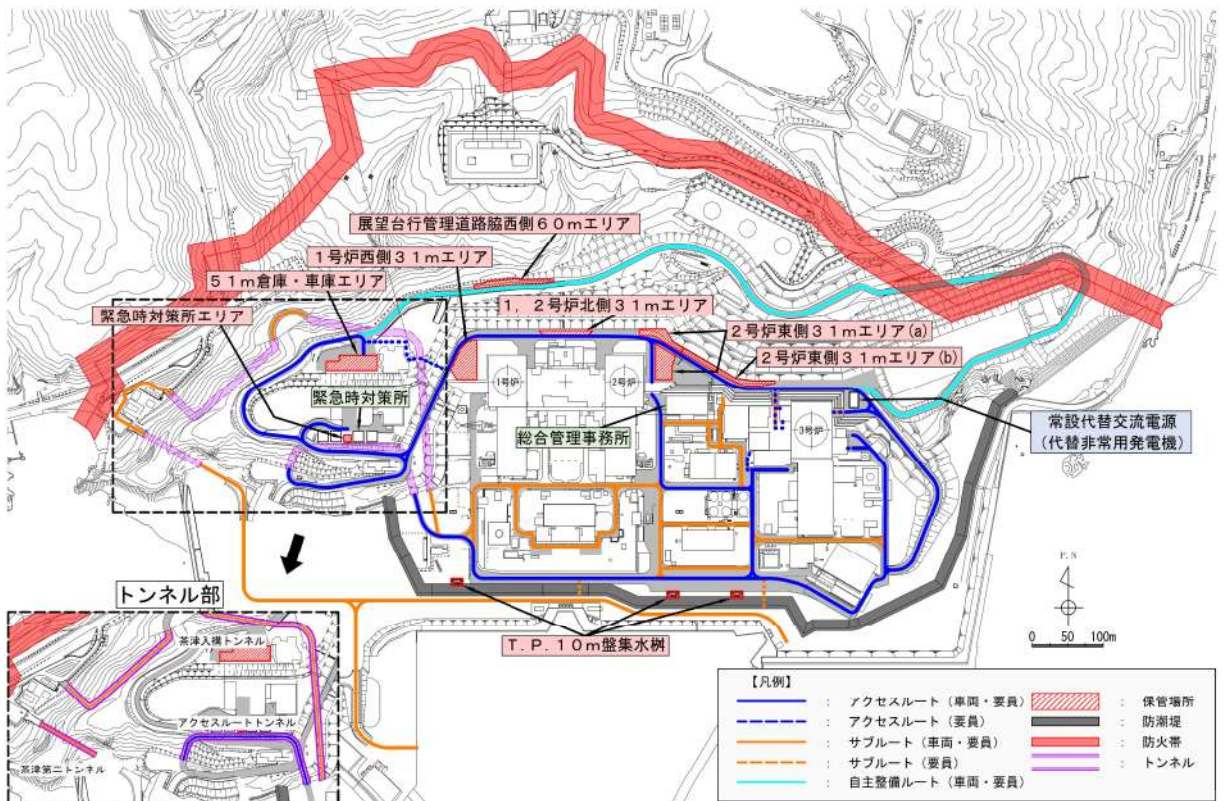 展望台行管理道路脇西側60mエリア
1号炉西側31mエリア
51m倉庫・車庫エリア
1,2号炉北側31mエリア
緊急時対策所エリア
2号炉東側31mエリア(a)
2号炉東側31mエリア(b)
1号炉
2号炉
緊急時対策所
総合管理事務所
3号炉
常設代替交流電源
(代替非常用発電機)
P.N
トンネル部
茶津入構トンネル
T.P.10m盤集水桝
0 50 100m
アクセスルートトンネル
茶津第二トンネル
【凡例】
: アクセスルート(車両・要員)
: 保管場所
: アクセスルート(要員)
: 防潮堤
: サブルート(車両・要員)
: 防火帯
: サブルート(要員)
: トンネル
: 自主整備ルート(車両・要員)